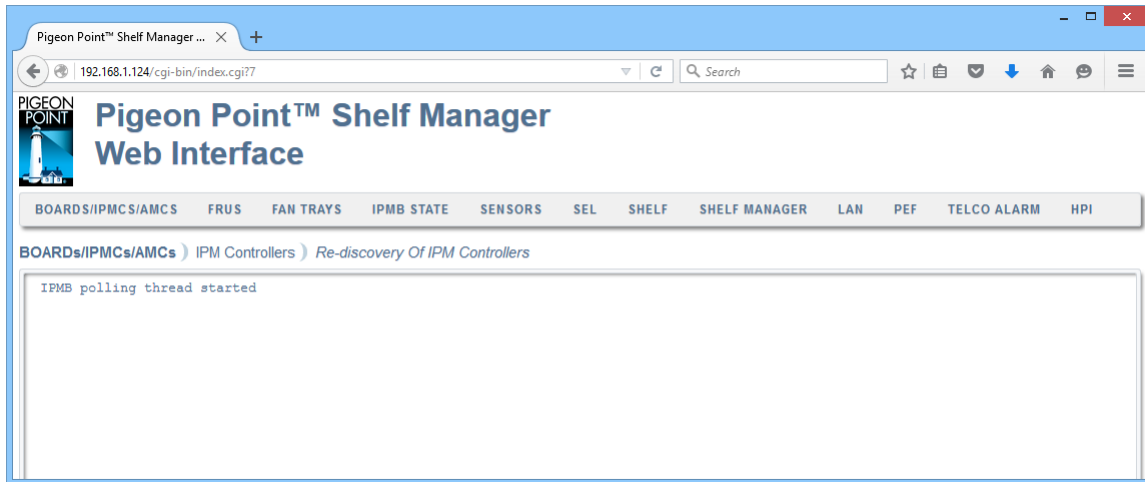 Pigeon Point™ Shelf Manager ...
192.168.1.124/cgi-bin/index.cgi?7
Search
PIGEON
POINT
Pigeon Point™ Shelf Manager
Web Interface
BOARDS/IPMCS/AMCS FRUS FAN TRAYS IPMB STATE SENSORS SEL SHELF SHELF MANAGER LAN PEF TELCO ALARM HPI
BOARDs/IPMCs/AMCs ) IPM Controllers ) Re-discovery Of IPM Controllers
IPMB polling thread started